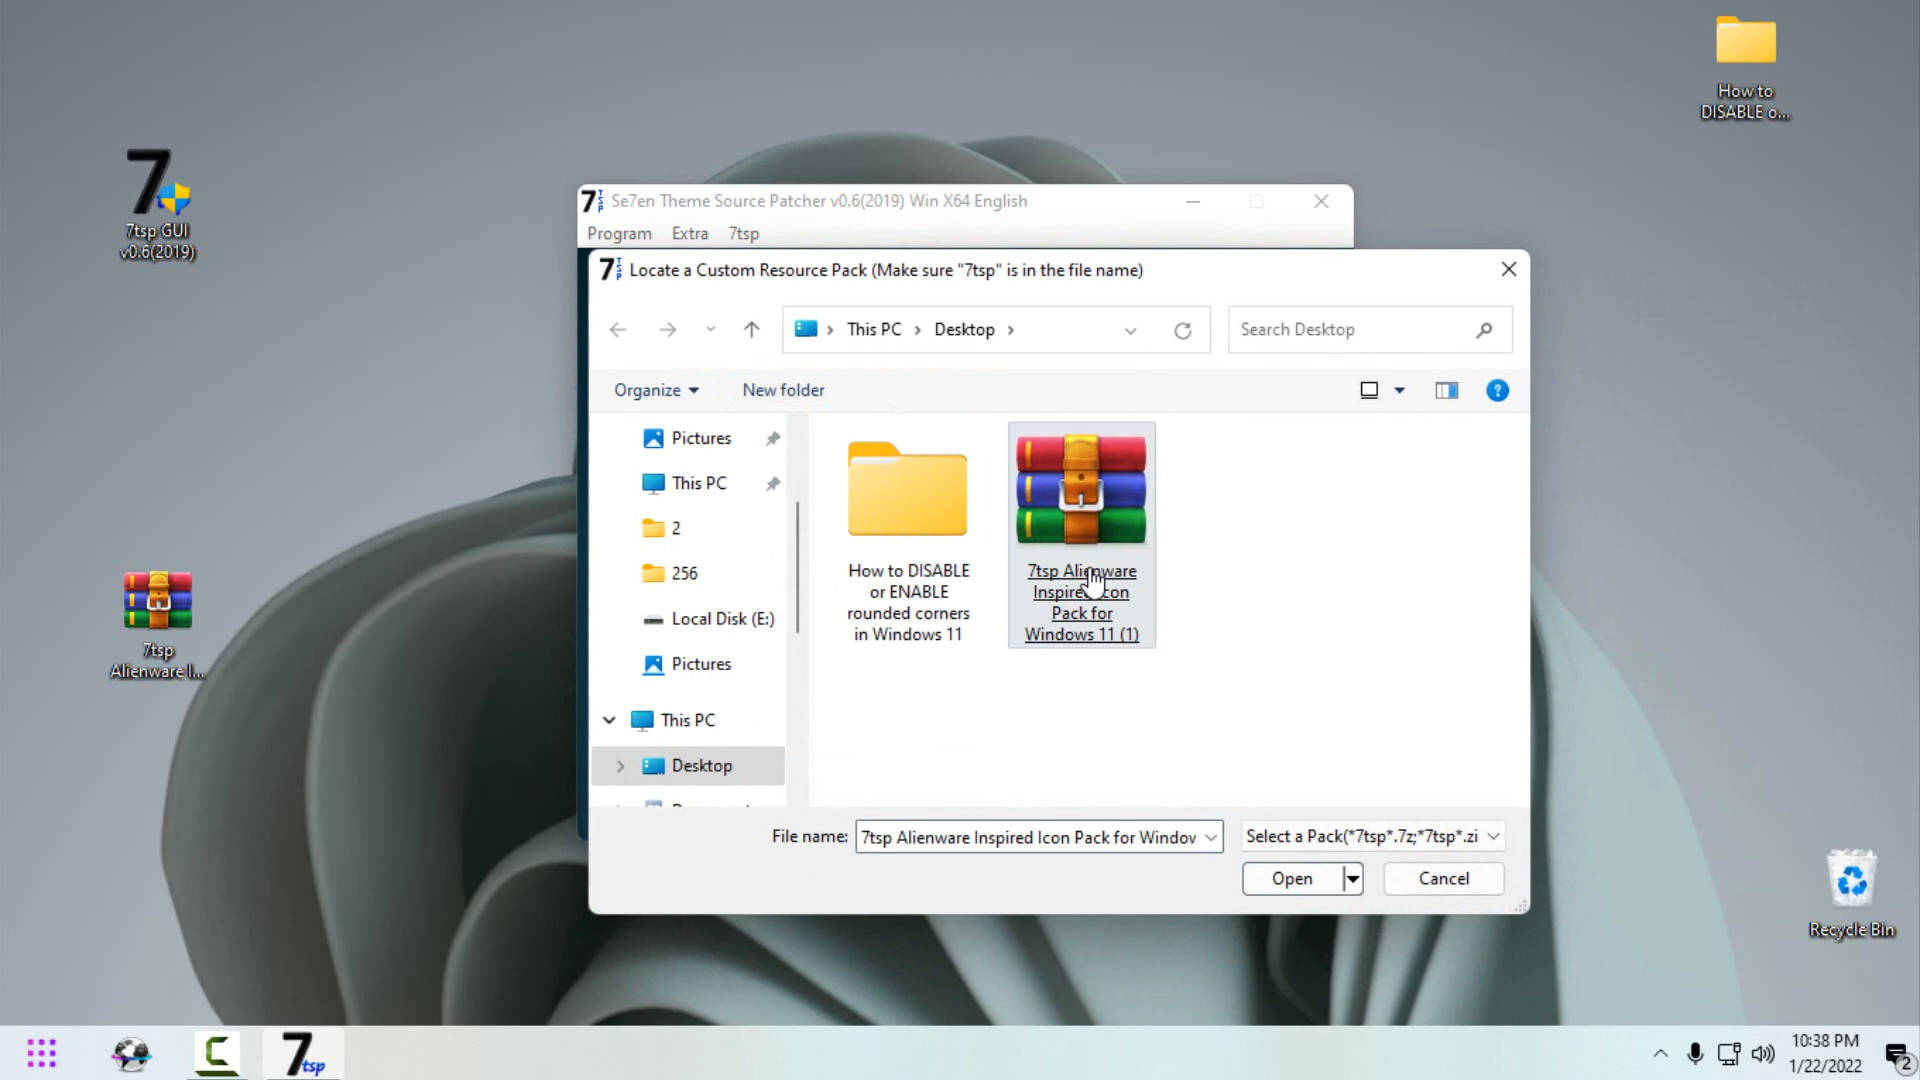 How to
DISABLE o...
7tsp GUI
v0.6(2019)
7tsp
Alienware I...
Recycle Bin
Se7en Theme Source Patcher v0.6(2019) Win X64 English
Program Extra 7tsp
Locate a Custom Resource Pack (Make sure "7tsp" is in the file name)
This PC Desktop
Search Desktop
Organize
New folder
Pictures
This PC
2
256
Local Disk (E:)
Pictures
This PC
Desktop
How to DISABLE
or ENABLE
rounded corners
in Windows 11
7tsp Alienware
Inspired Icon
Pack for
Windows 11 (1)
File name: 7tsp Alienware Inspired Icon Pack for Window
Select a Pack(*7tsp*.7z;*7tsp*.zi
Open Cancel
7tsp
10:38 PM
1/22/2022
2